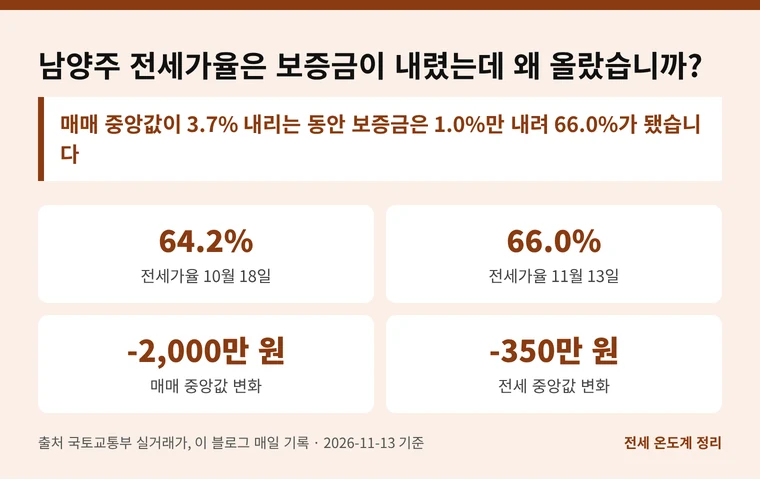 남양주 전세가율은 보증금이 내렸는데 왜 올랐습니까?
매매 중앙값이 3.7% 내리는 동안 보증금은 1.0%만 내려 66.0%가 됐습니
다
64.2%
전세가율 10월 18일
66.0%
전세가율 11월 13일
-2,000만 원
매매 중앙값 변화
-350만 원
전세 중앙값 변화
출처 국토교통부 실거래가, 이 블로그 매일 기록 · 2026-11-13 기준
전세 온도계 정리